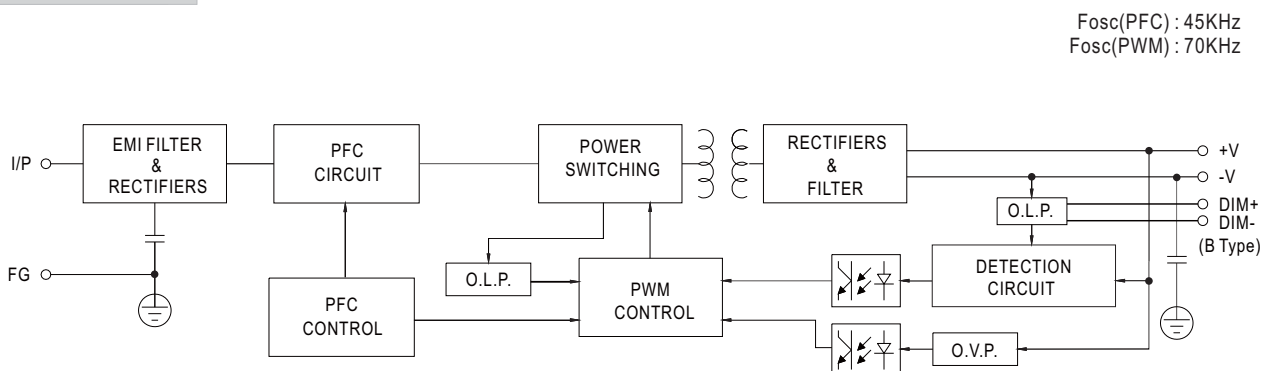 Fosc(PFC) : 45KHz
Fosc(PWM) : 70KHz
I/P
EMI FILTER
&
RECTIFIERS
PFC
CIRCUIT
POWER
SWITCHING
RECTIFIERS
&
FILTER
+V
-V
DIM+
DIM-
(B Type)
O.L.P.
FG
O.L.P.
PFC
CONTROL
PWM
CONTROL
DETECTION
CIRCUIT
O.V.P.